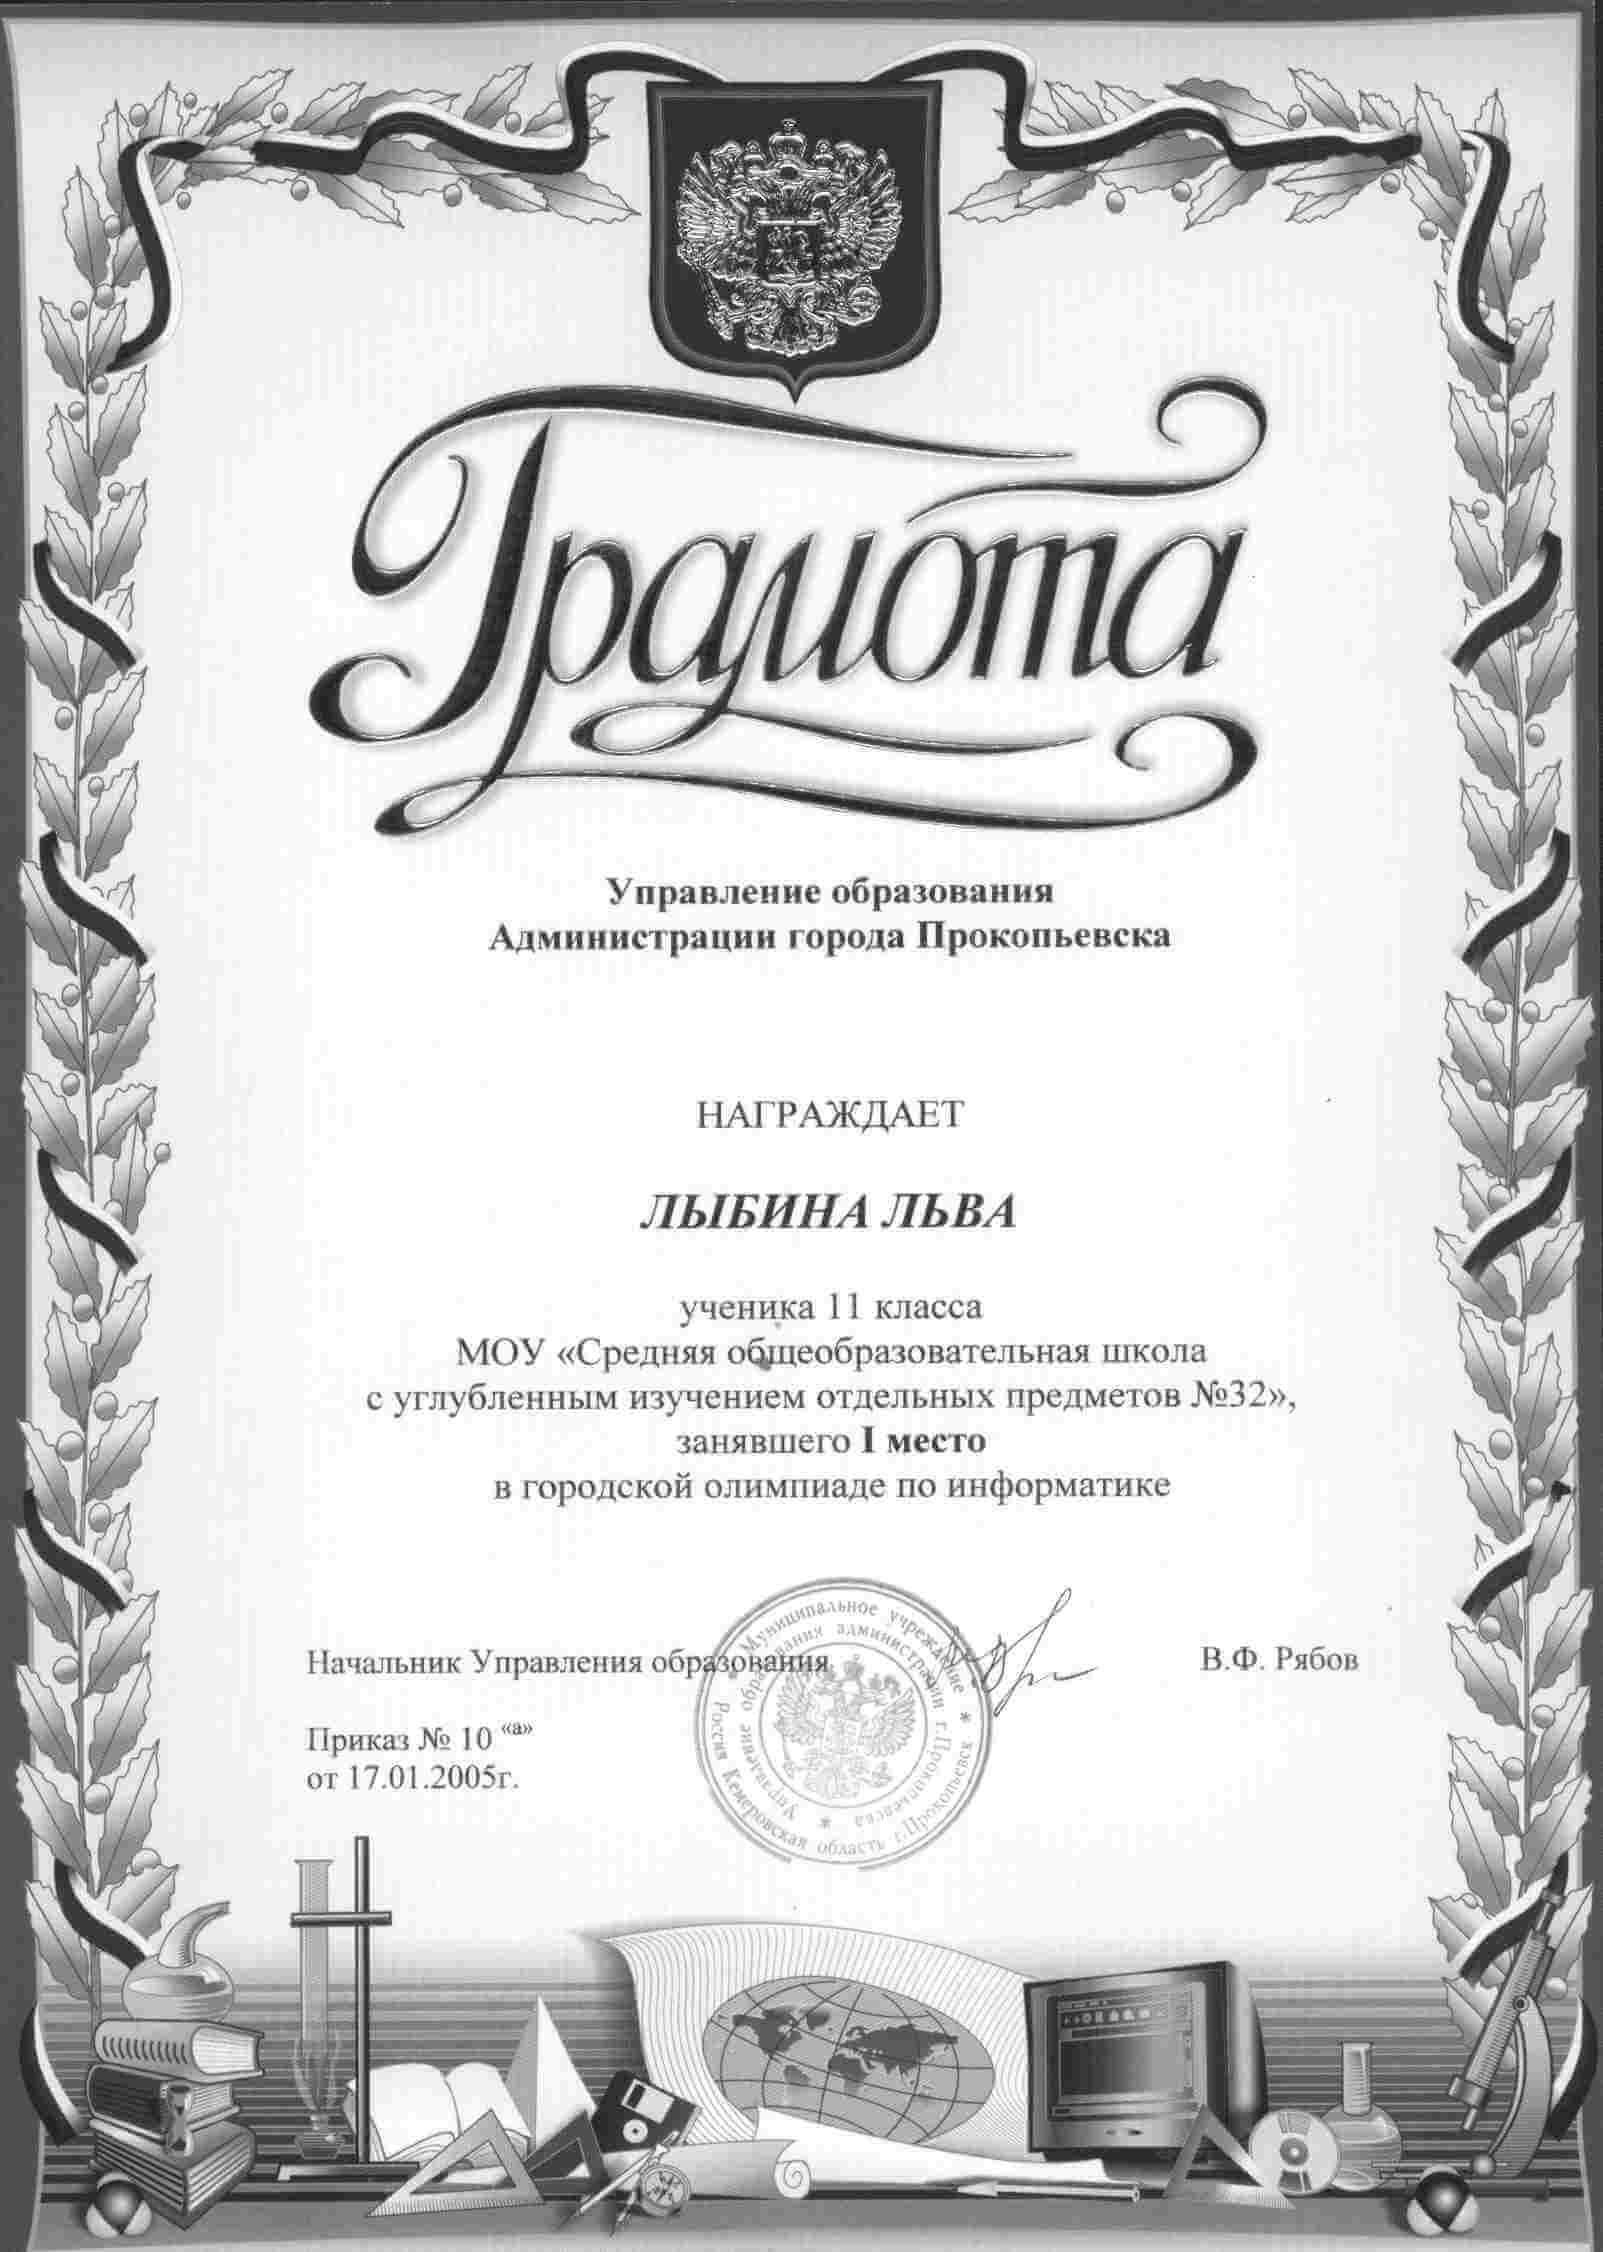 Грамота
Управление образования
Администрации города Прокопьевска
НАГРАЖДАЕТ
ЛЫБИНА ЛЬВА
ученика 11 класса
МОУ «Средняя общеобразовательная школа
с углубленным изучением отдельных предметов №32»,
занявшего I место
в городской олимпиаде по информатике
Начальник Управления образования
В.Ф. Рябов
Приказ № 10 «а»
от 17.01.2005г.
Муниципальное учреждение * Россия Кемеровская область г.Прокопьевск *
Управление образования администрации г.Прокопьевска *